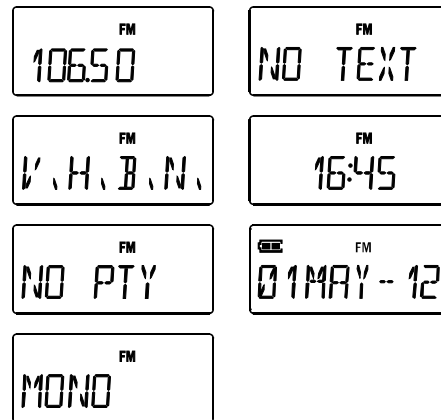 FM
106.50
FM
NO TEXT
FM
V.H.B.N.
FM
16:45
FM
NO PTY
FM
01MAY-12
FM
MONO